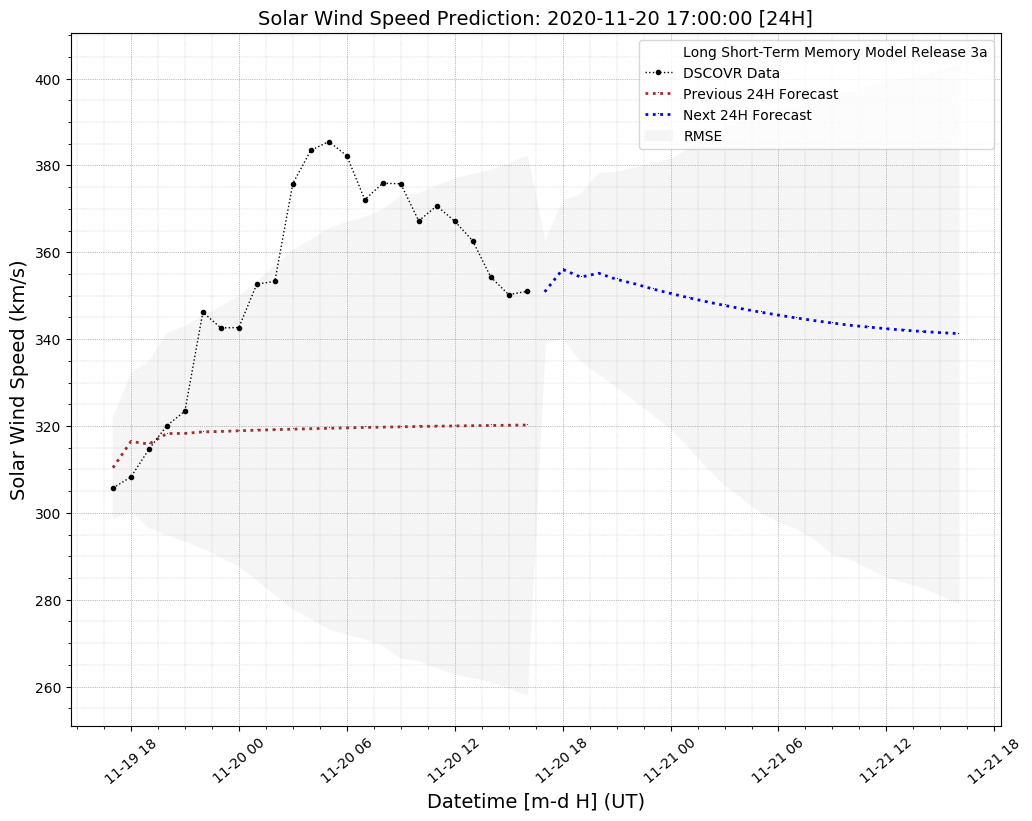 Solar Wind Speed Prediction: 2020-11-20 17:00:00 [24H]
Long Short-Term Memory Model Release 3a
DSCOVR Data
Previous 24H Forecast
Next 24H Forecast
RMSE
Solar Wind Speed (km/s)
400
380
360
340
320
300
280
260
11-19 18
11-20 00
11-20 06
11-20 12
11-20 18
11-21 00
11-21 06
11-21 12
11-21 18
Datetime [m-d H] (UT)